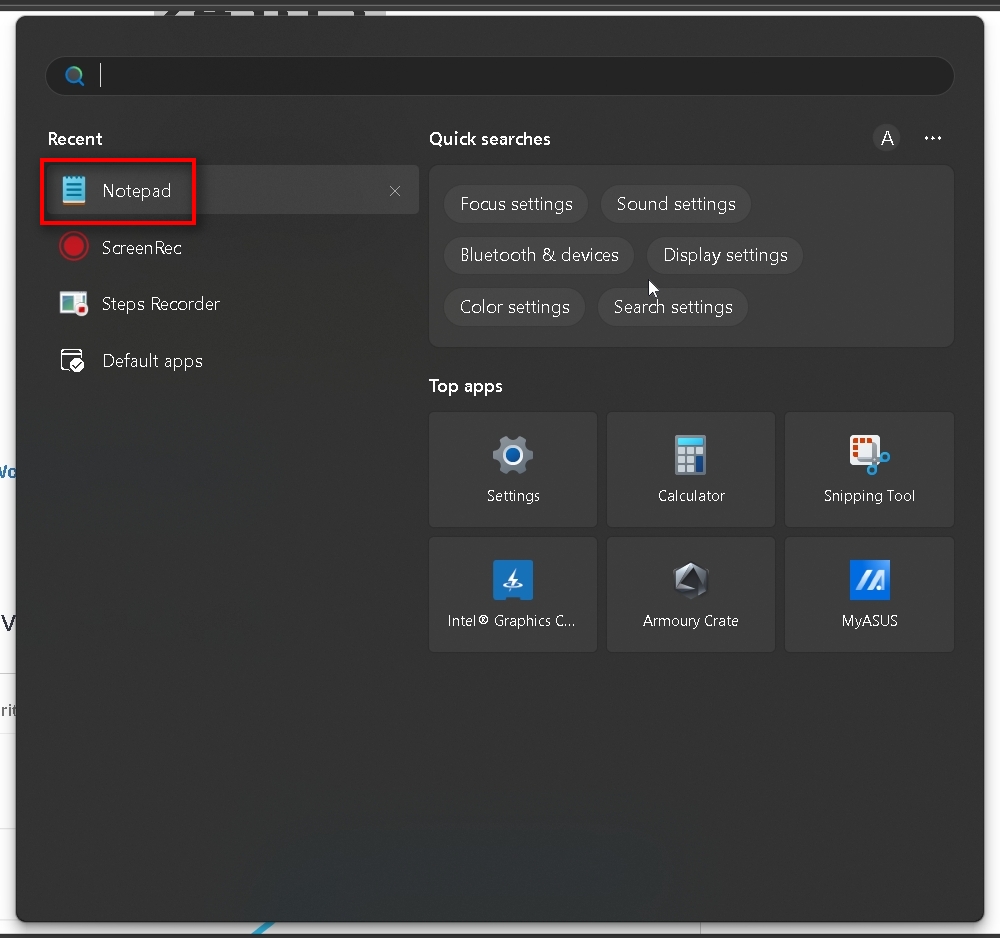 Recent
Notepad
ScreenRec
Steps Recorder
Default apps
Quick searches
A
Focus settings
Sound settings
Bluetooth & devices
Display settings
Color settings
Search settings
Top apps
Settings
Calculator
Snipping Tool
Intel® Graphics C...
Armoury Crate
MyASUS